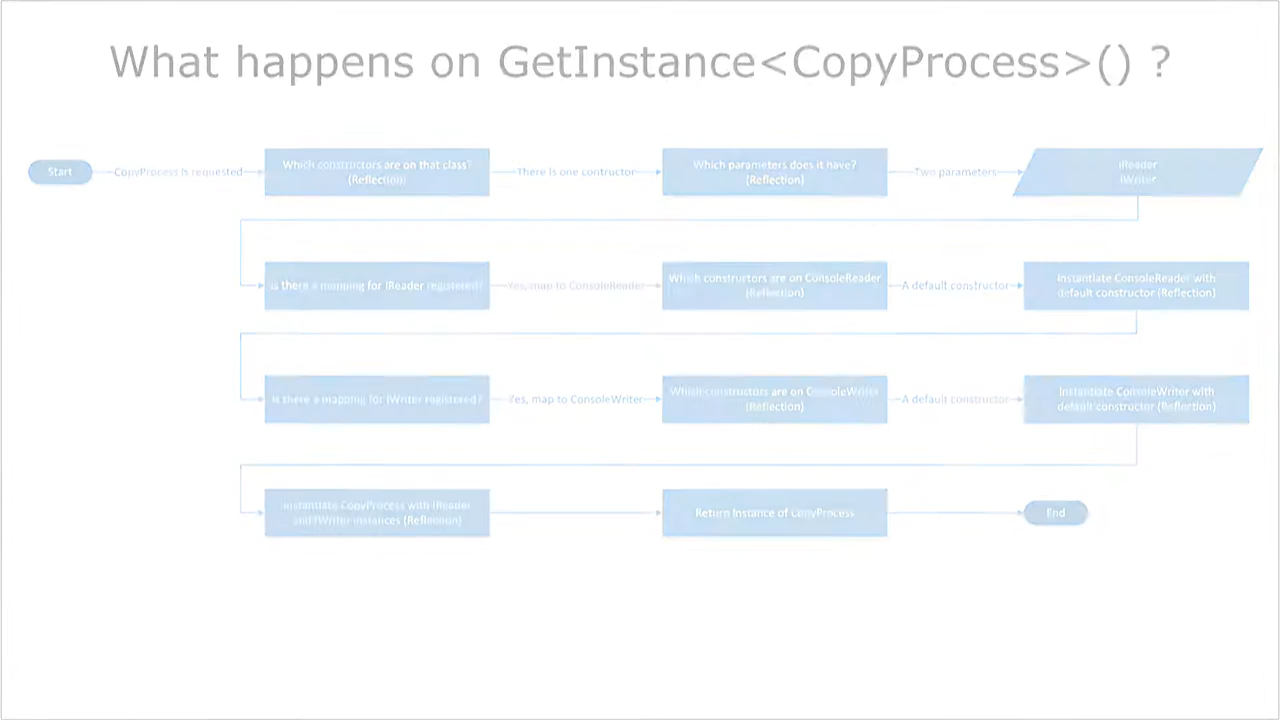 What happens on GetInstance<CopyProcess>() ?
Start
CopyProcess is requested
Which constructors are on that class?
(Reflection)
There is one contructor
Which parameters does it have?
(Reflection)
Two parameters
IReader
IWriter
Is there a mapping for IReader registered?
Yes, map to ConsoleReader
Which constructors are on ConsoleReader
(Reflection)
A default constructor
Instantiate ConsoleReader with
default constructor (Reflection)
Is there a mapping for IWriter registered?
Yes, map to ConsoleWriter
Which constructors are on ConsoleWriter
(Reflection)
A default constructor
Instantiate ConsoleWriter with
default constructor (Reflection)
Instantiate CopyProcess with IReader
and IWriter instances (Reflection)
Return Instance of CopyProcess
End